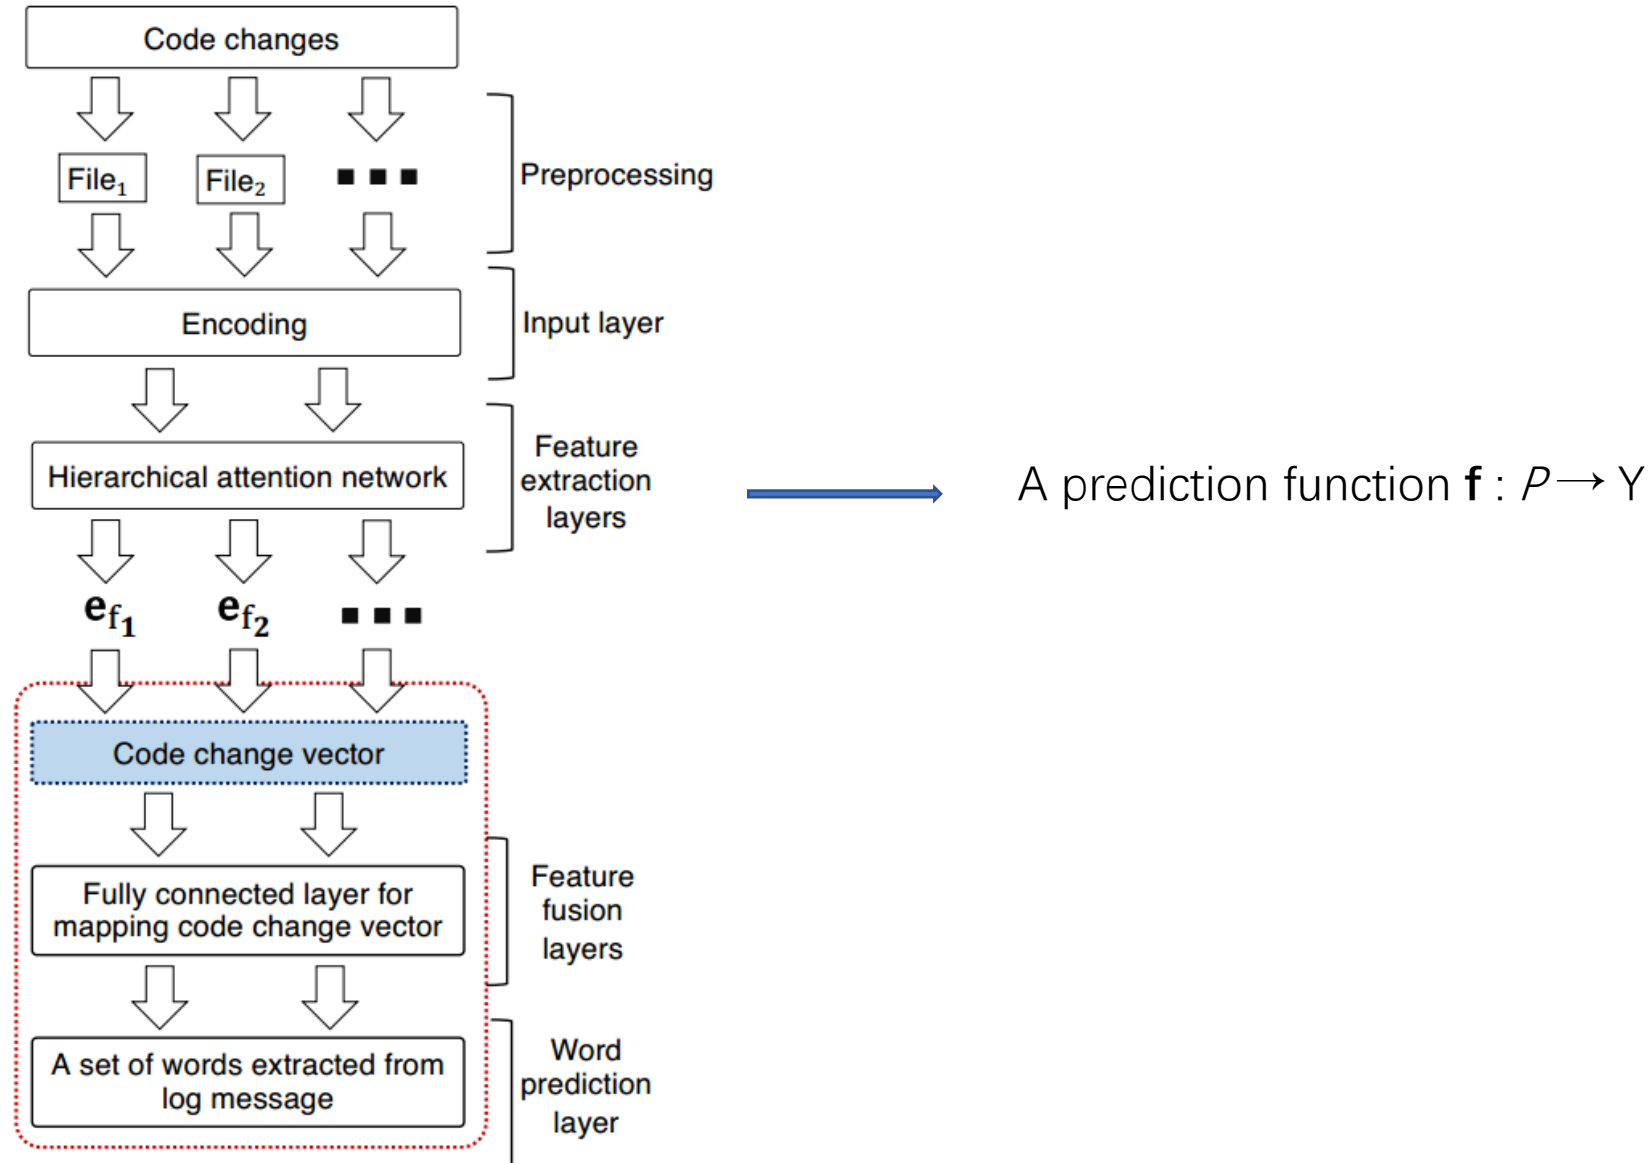 Code changes
File₁
File₂
Preprocessing
Encoding
Input layer
Hierarchical attention network
Feature
extraction
layers
A prediction function f : P → Y
e_f₁
e_f₂
Code change vector
Fully connected layer for
mapping code change vector
Feature
fusion
layers
A set of words extracted from
log message
Word
prediction
layer